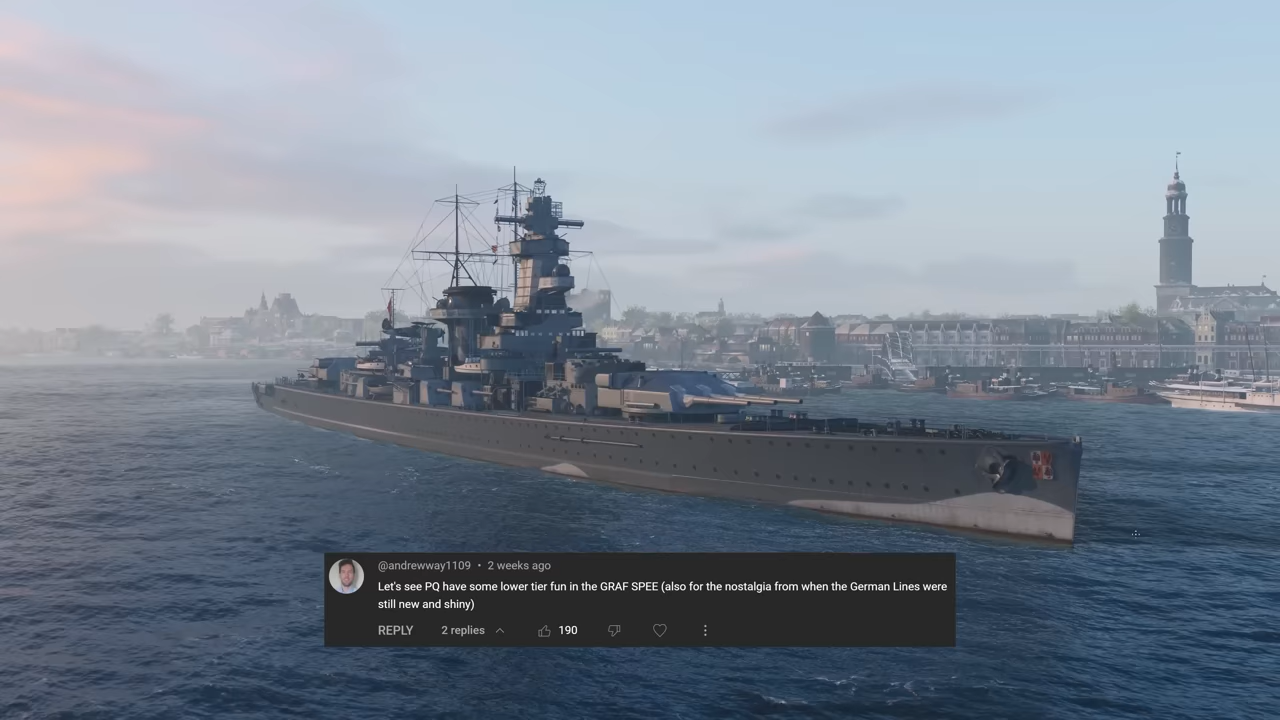 @andrewway1109 • 2 weeks ago
Let's see PQ have some lower tier fun in the GRAF SPEE (also for the nostalgia from when the German Lines were
still new and shiny)
REPLY 2 replies 190